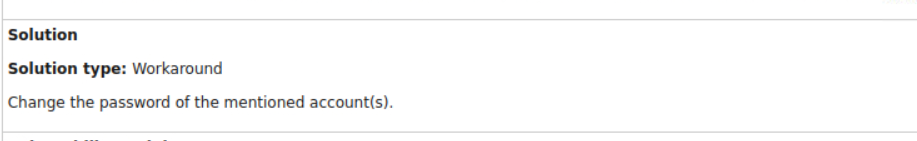 Solution
Solution type: Workaround
Change the password of the mentioned account(s).